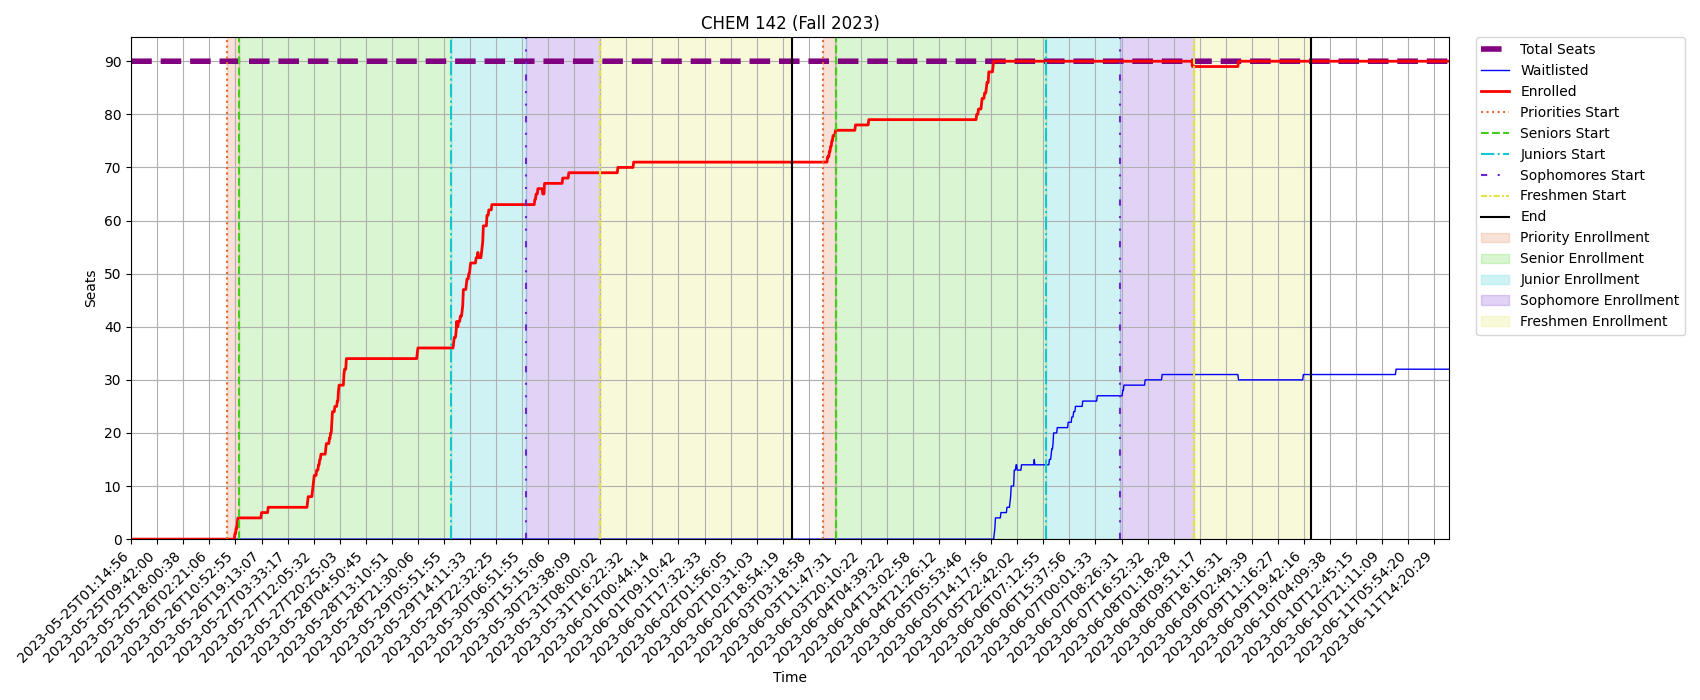 CHEM 142 (Fall 2023)
Seats
90
80
70
60
50
40
30
20
10
0
2023-05-25T01:14:56
2023-05-25T09:42:00
2023-05-25T18:00:38
2023-05-26T02:21:06
2023-05-26T10:52:55
2023-05-26T19:13:07
2023-05-27T03:33:17
2023-05-27T12:05:32
2023-05-27T20:25:03
2023-05-28T04:50:45
2023-05-28T13:10:51
2023-05-28T21:30:06
2023-05-29T05:51:55
2023-05-29T14:11:33
2023-05-29T22:32:25
2023-05-30T06:51:55
2023-05-30T15:15:06
2023-05-30T23:38:09
2023-05-31T08:00:02
2023-05-31T16:22:32
2023-06-01T00:44:14
2023-06-01T09:10:42
2023-06-01T17:32:33
2023-06-02T01:56:05
2023-06-02T10:31:03
2023-06-02T18:54:19
2023-06-03T03:18:58
2023-06-03T11:47:31
2023-06-03T20:10:22
2023-06-04T04:39:22
2023-06-04T13:02:58
2023-06-04T21:26:12
2023-06-05T05:53:46
2023-06-05T14:17:56
2023-06-05T22:42:02
2023-06-06T07:12:55
2023-06-06T15:37:56
2023-06-07T00:01:33
2023-06-07T08:26:31
2023-06-07T16:52:32
2023-06-08T01:18:28
2023-06-08T09:51:17
2023-06-08T18:16:31
2023-06-09T02:49:39
2023-06-09T11:16:27
2023-06-09T19:42:16
2023-06-10T04:09:38
2023-06-10T12:45:15
2023-06-10T21:11:09
2023-06-11T05:54:20
2023-06-11T14:20:29
Time
Total Seats
Waitlisted
Enrolled
Priorities Start
Seniors Start
Juniors Start
Sophomores Start
Freshmen Start
End
Priority Enrollment
Senior Enrollment
Junior Enrollment
Sophomore Enrollment
Freshmen Enrollment